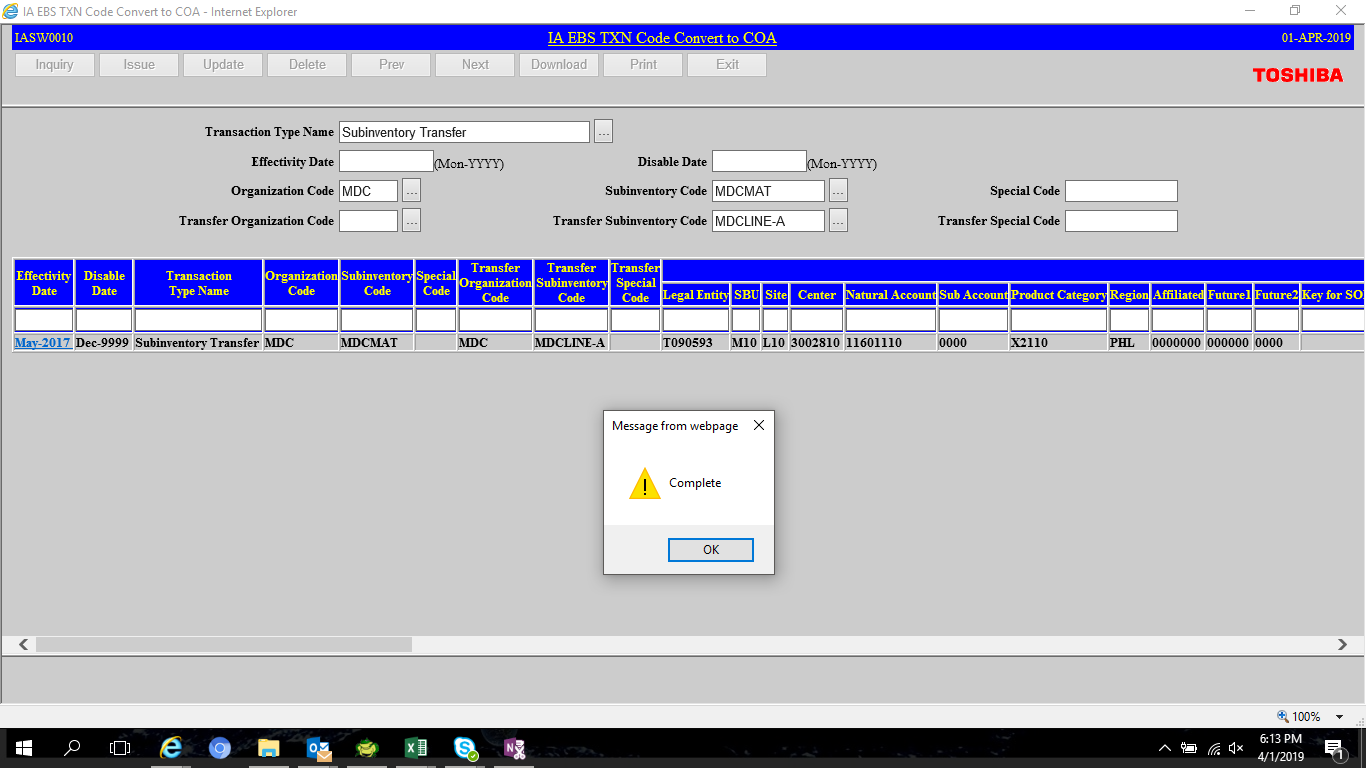 IA EBS TXN Code Convert to COA - Internet Explorer
IASW0010 IA EBS TXN Code Convert to COA 01-APR-2019
Inquiry Issue Update Delete Prev Next Download Print Exit
TOSHIBA
Transaction Type Name Subinventory Transfer ...
Effectivity Date (Mon-YYYY) Disable Date (Mon-YYYY)
Organization Code MDC ... Subinventory Code MDCMAT ... Special Code
Transfer Organization Code ... Transfer Subinventory Code MDCLINE-A ... Transfer Special Code
Effectivity Date Disable Date Transaction Type Name Organization Code Subinventory Code Special Code Transfer Organization Code Transfer Subinventory Code Transfer Special Code
Legal Entity SBU Site Center Natural Account Sub Account Product Category Region Affiliated Future1 Future2 Key for SO
May-2017 Dec-9999 Subinventory Transfer MDC MDCMAT MDC MDCLINE-A T090593 M10 L10 3002810 11601110 0000 X2110 PHL 0000000 000000 0000
Message from webpage
Complete
OK
100%
6:13 PM
4/1/2019
1